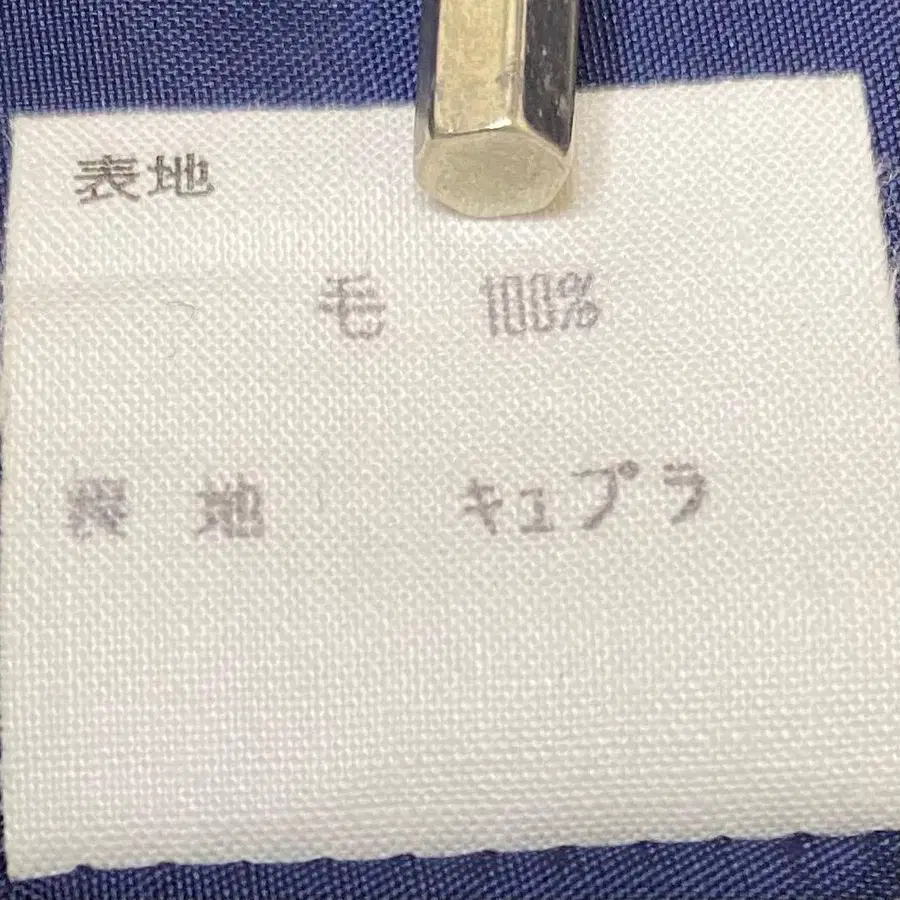 表地
毛 100%
裏 地 キュプラ